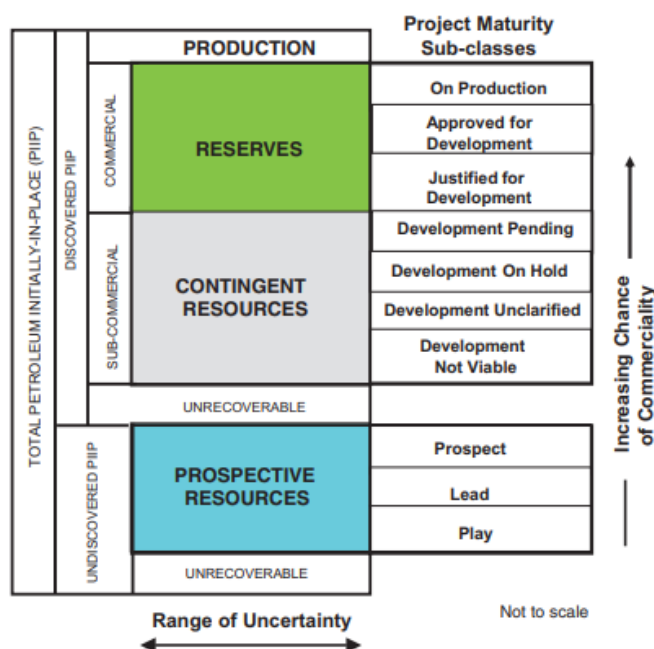 Project Maturity
Sub-classes
PRODUCTION
On Production
Approved for
Development
Justified for
Development
RESERVES
COMMERCIAL
Development Pending
Development On Hold
Development Unclarified
Development
Not Viable
CONTINGENT
RESOURCES
SUB-COMMERCIAL
DISCOVERED PIIP
UNRECOVERABLE
TOTAL PETROLEUM INITIALLY-IN-PLACE (PIIP)
PROSPECTIVE
RESOURCES
Prospect
Lead
Play
UNDISCOVERED PIIP
UNRECOVERABLE
Increasing Chance
of Commerciality
Range of Uncertainty
Not to scale